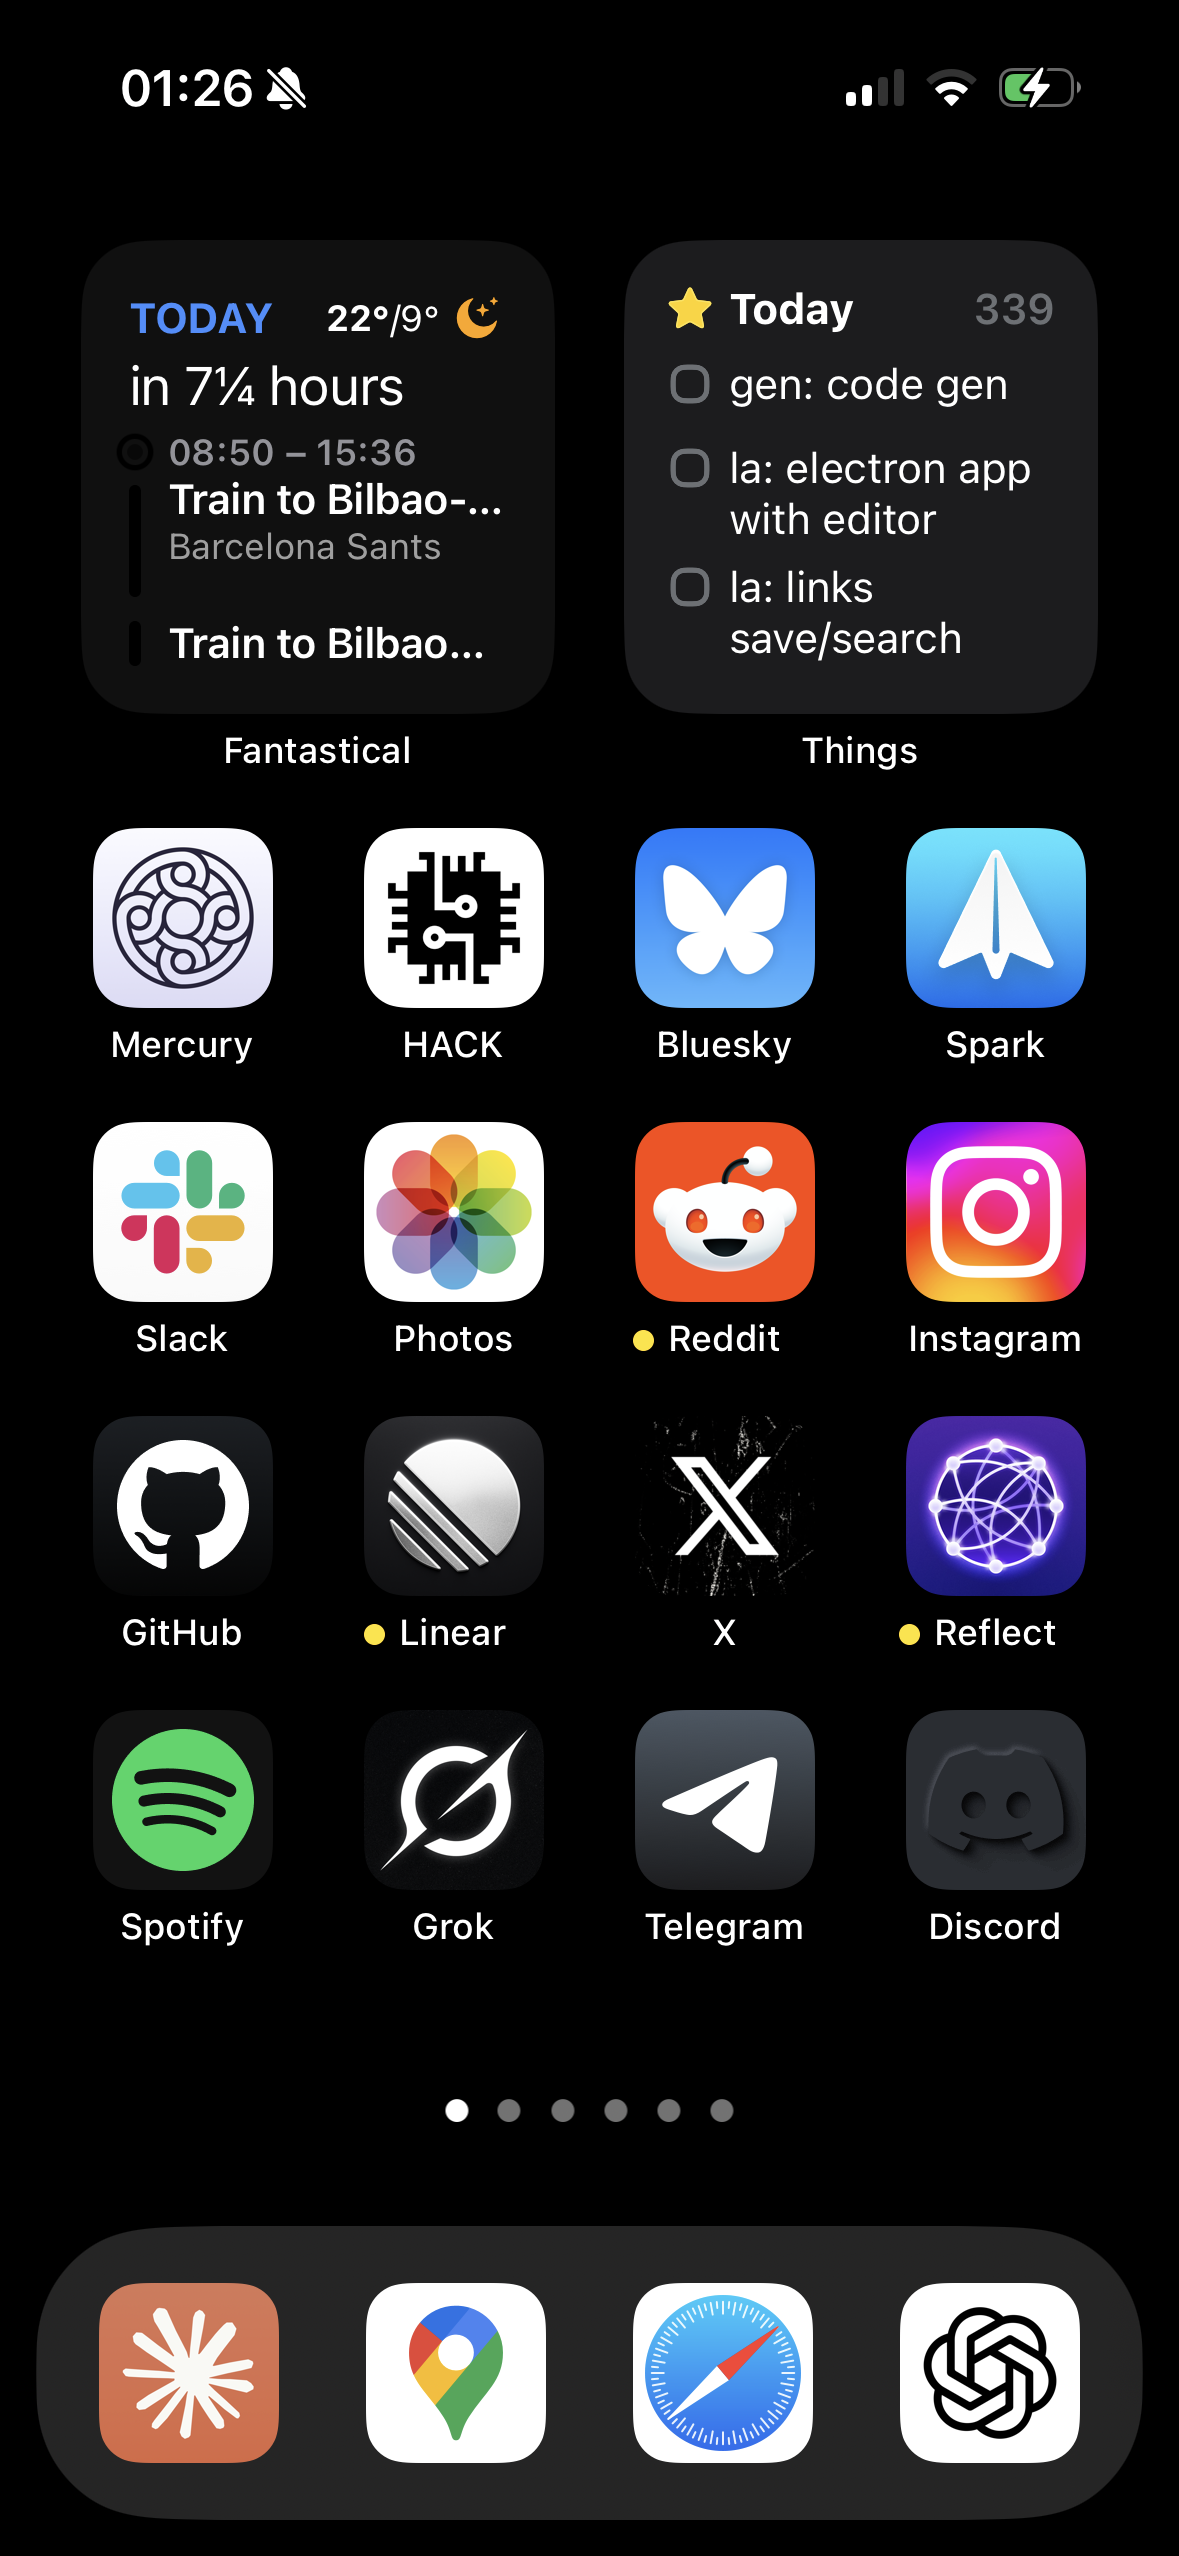 01:26
TODAY 22°/9°
in 7¼ hours
08:50 – 15:36
Train to Bilbao-...
Barcelona Sants
Train to Bilbao...
Fantastical
Today 339
gen: code gen
la: electron app
with editor
la: links
save/search
Things
Mercury HACK Bluesky Spark
Slack Photos Reddit Instagram
GitHub Linear X Reflect
Spotify Grok Telegram Discord